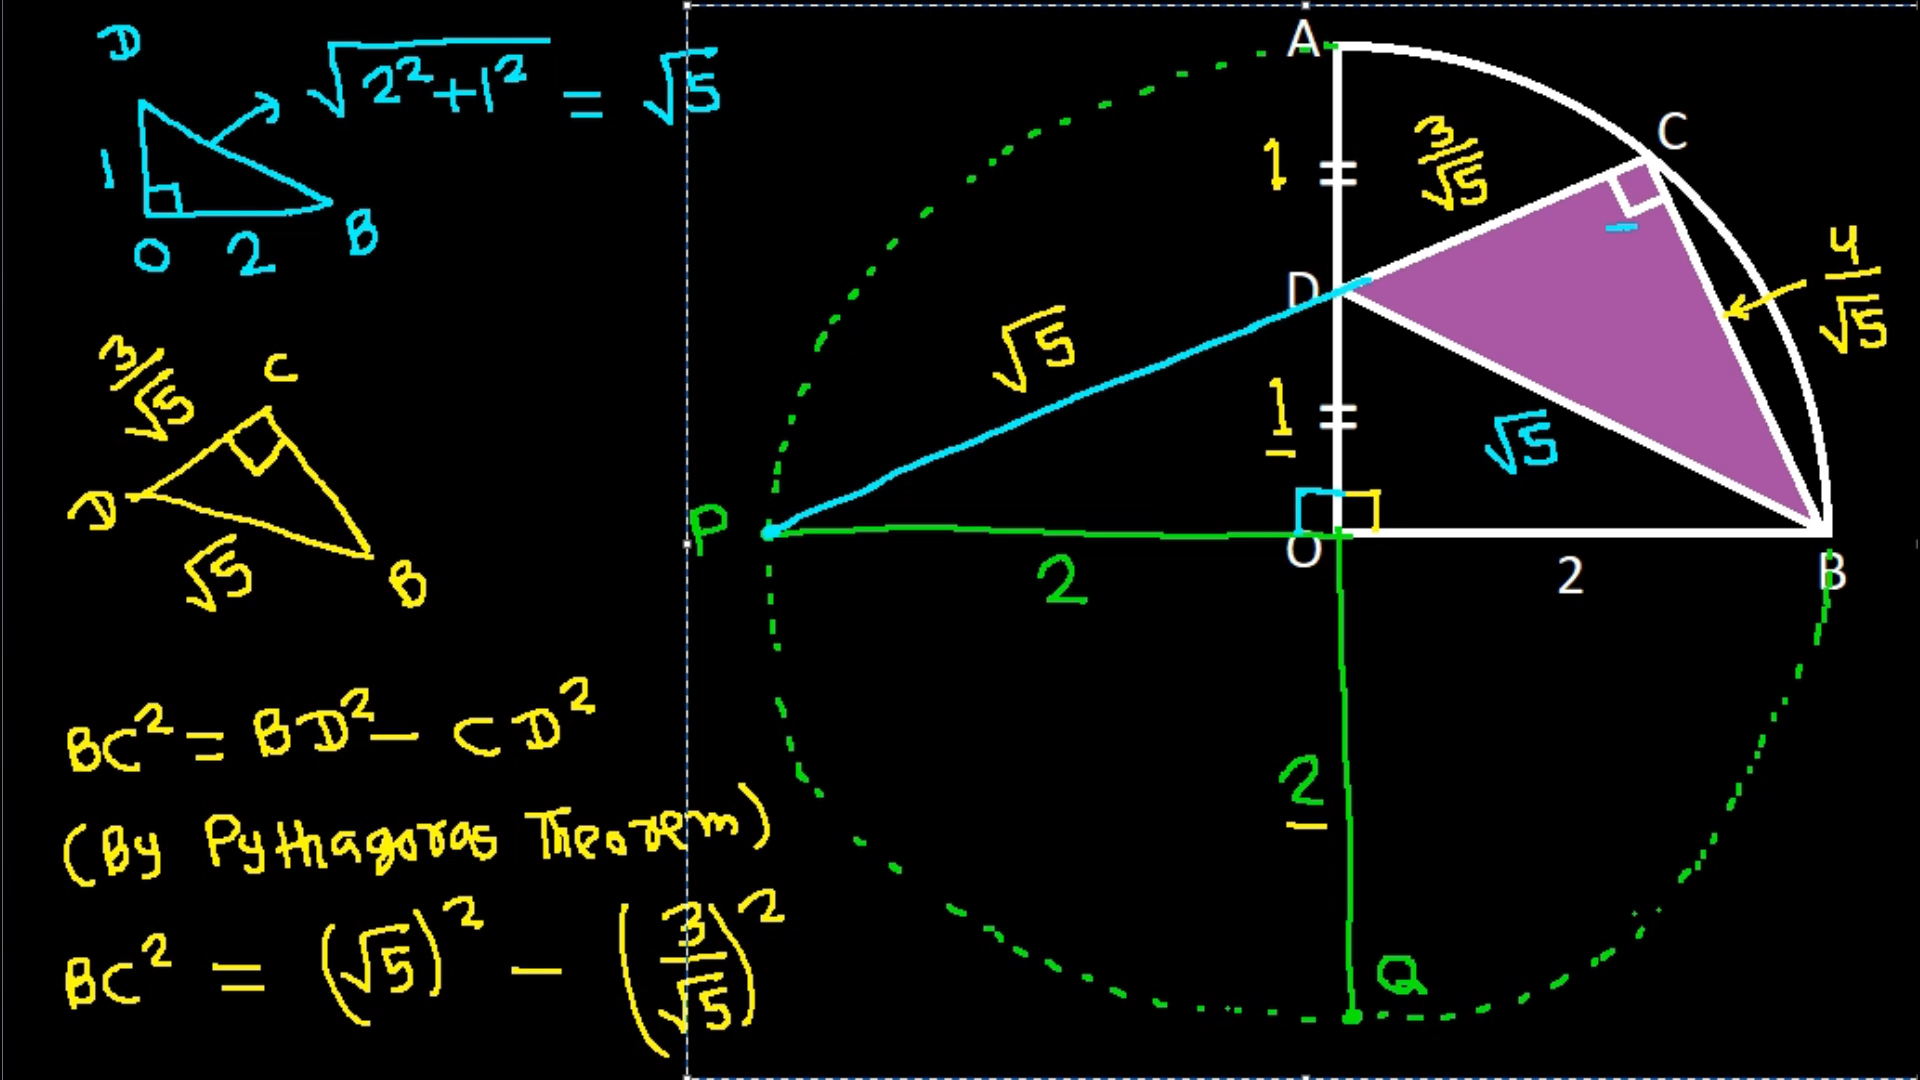 D
√2²+1² = √5
1
O 2 B
3/√5
C
D
√5
B
BC² = BD² - CD²
(By Pythagoras Theorem)
BC² = (√5)² - (3/√5)²
A
C
1
3/√5
4/√5
D
√5
1
√5
P
O
2
2
B
2
Q